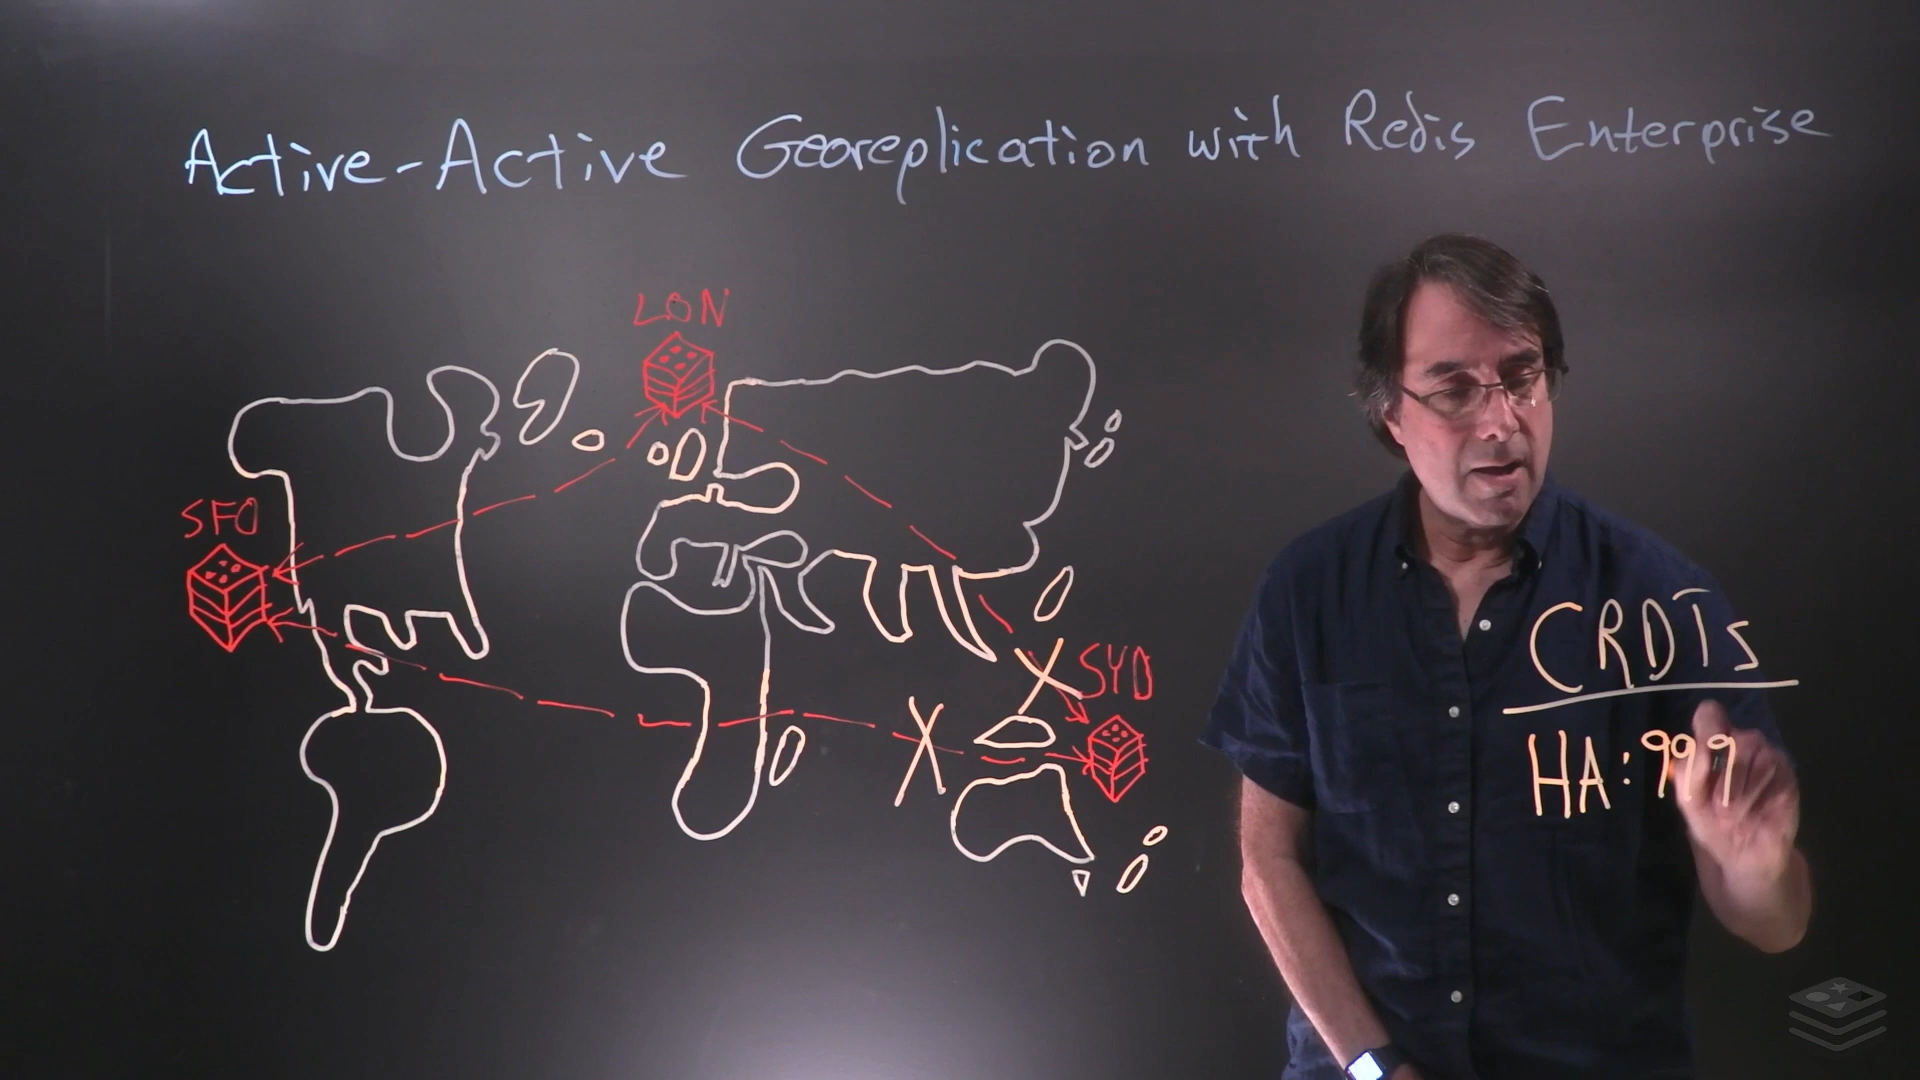 Active-Active Georeplication with Redis Enterprise
LON
SFO
SYD
CRDTs
HA: 999